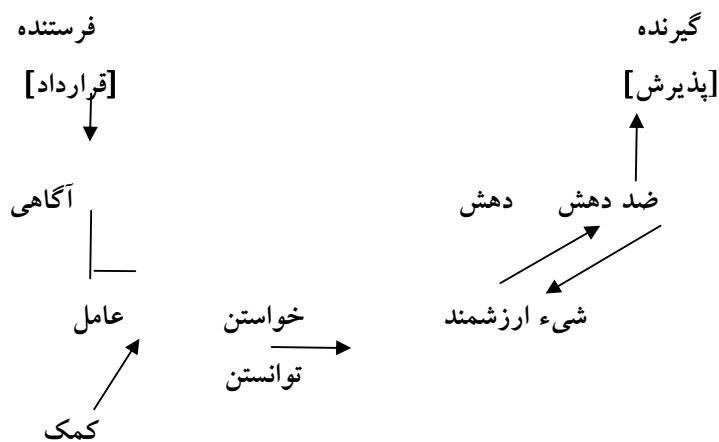 گیرنده فرستنده
[پذیرش] [قرارداد]
ضد دهش دهش آگاهی
شیء ارزشمند خواستن عامل
توانستن
کمک